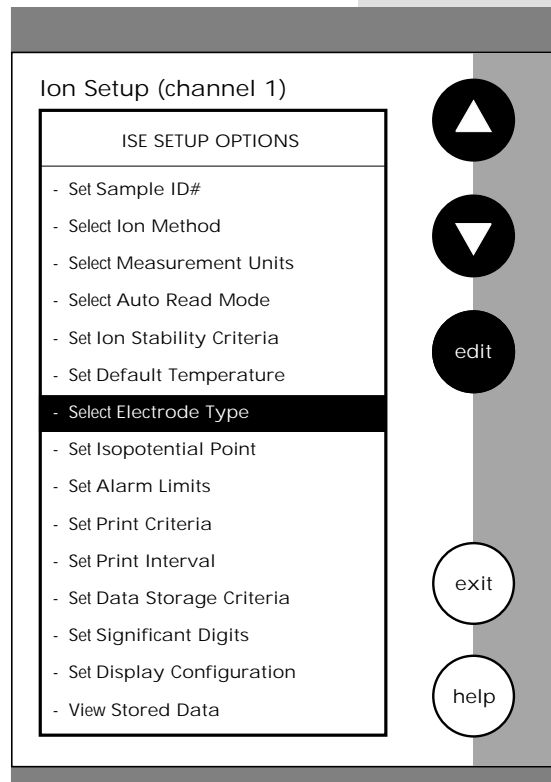 Ion Setup (channel 1)
ISE SETUP OPTIONS
- Set Sample ID#
- Select Ion Method
- Select Measurement Units
- Select Auto Read Mode
- Set Ion Stability Criteria
- Set Default Temperature
- Select Electrode Type
- Set Isopotential Point
- Set Alarm Limits
- Set Print Criteria
- Set Print Interval
- Set Data Storage Criteria
- Set Significant Digits
- Set Display Configuration
- View Stored Data
edit
exit
help